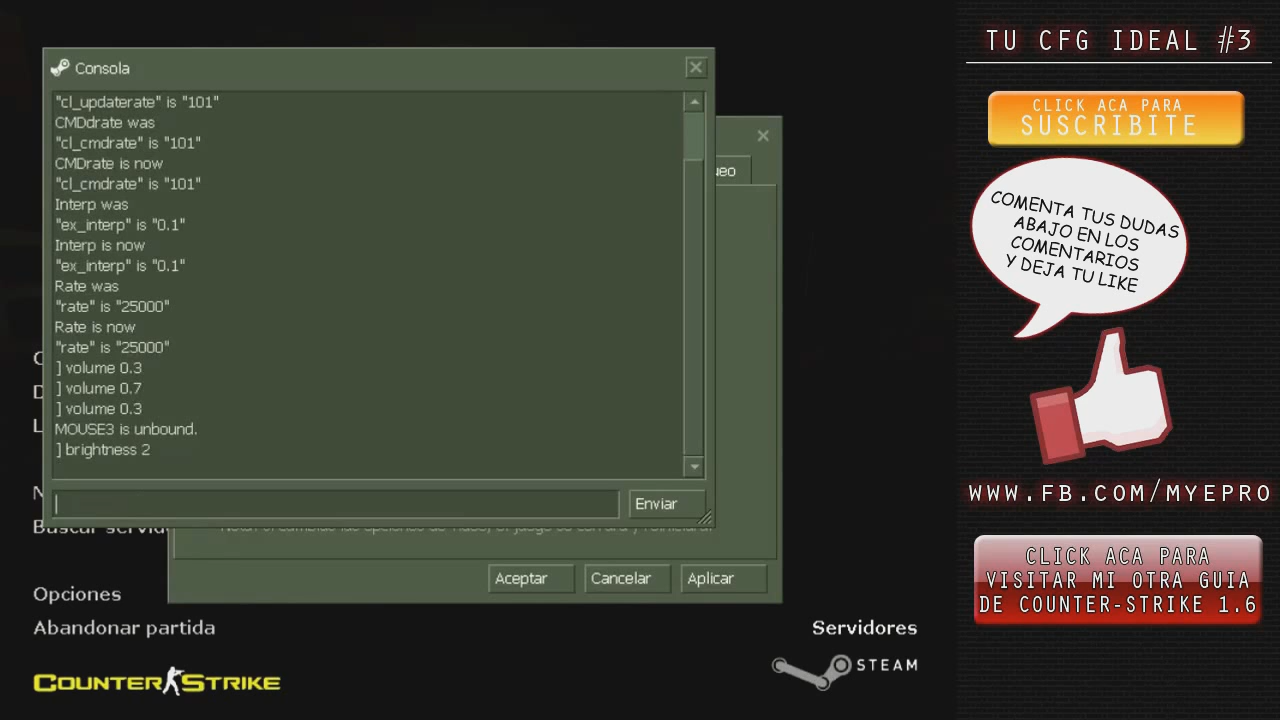 Consola
"cl_updaterate" is "101"
CMDdrate was
"cl_cmdrate" is "101"
CMDrate is now
"cl_cmdrate" is "101"
Interp was
"ex_interp" is "0.1"
Interp is now
"ex_interp" is "0.1"
Rate was
"rate" is "25000"
Rate is now
"rate" is "25000"
] volume 0.3
] volume 0.7
] volume 0.3
MOUSE3 is unbound.
] brightness 2
Enviar
Aceptar
Cancelar
Aplicar
Opciones
Abandonar partida
Servidores
STEAM
COUNTER STRIKE
TU CFG IDEAL #3
CLICK ACA PARA
SUSCRIBITE
COMENTA TUS DUDAS
ABAJO EN LOS
COMENTARIOS
Y DEJA TU LIKE
WWW.FB.COM/MYEPRO
CLICK ACA PARA
VISITAR MI OTRA GUIA
DE COUNTER-STRIKE 1.6